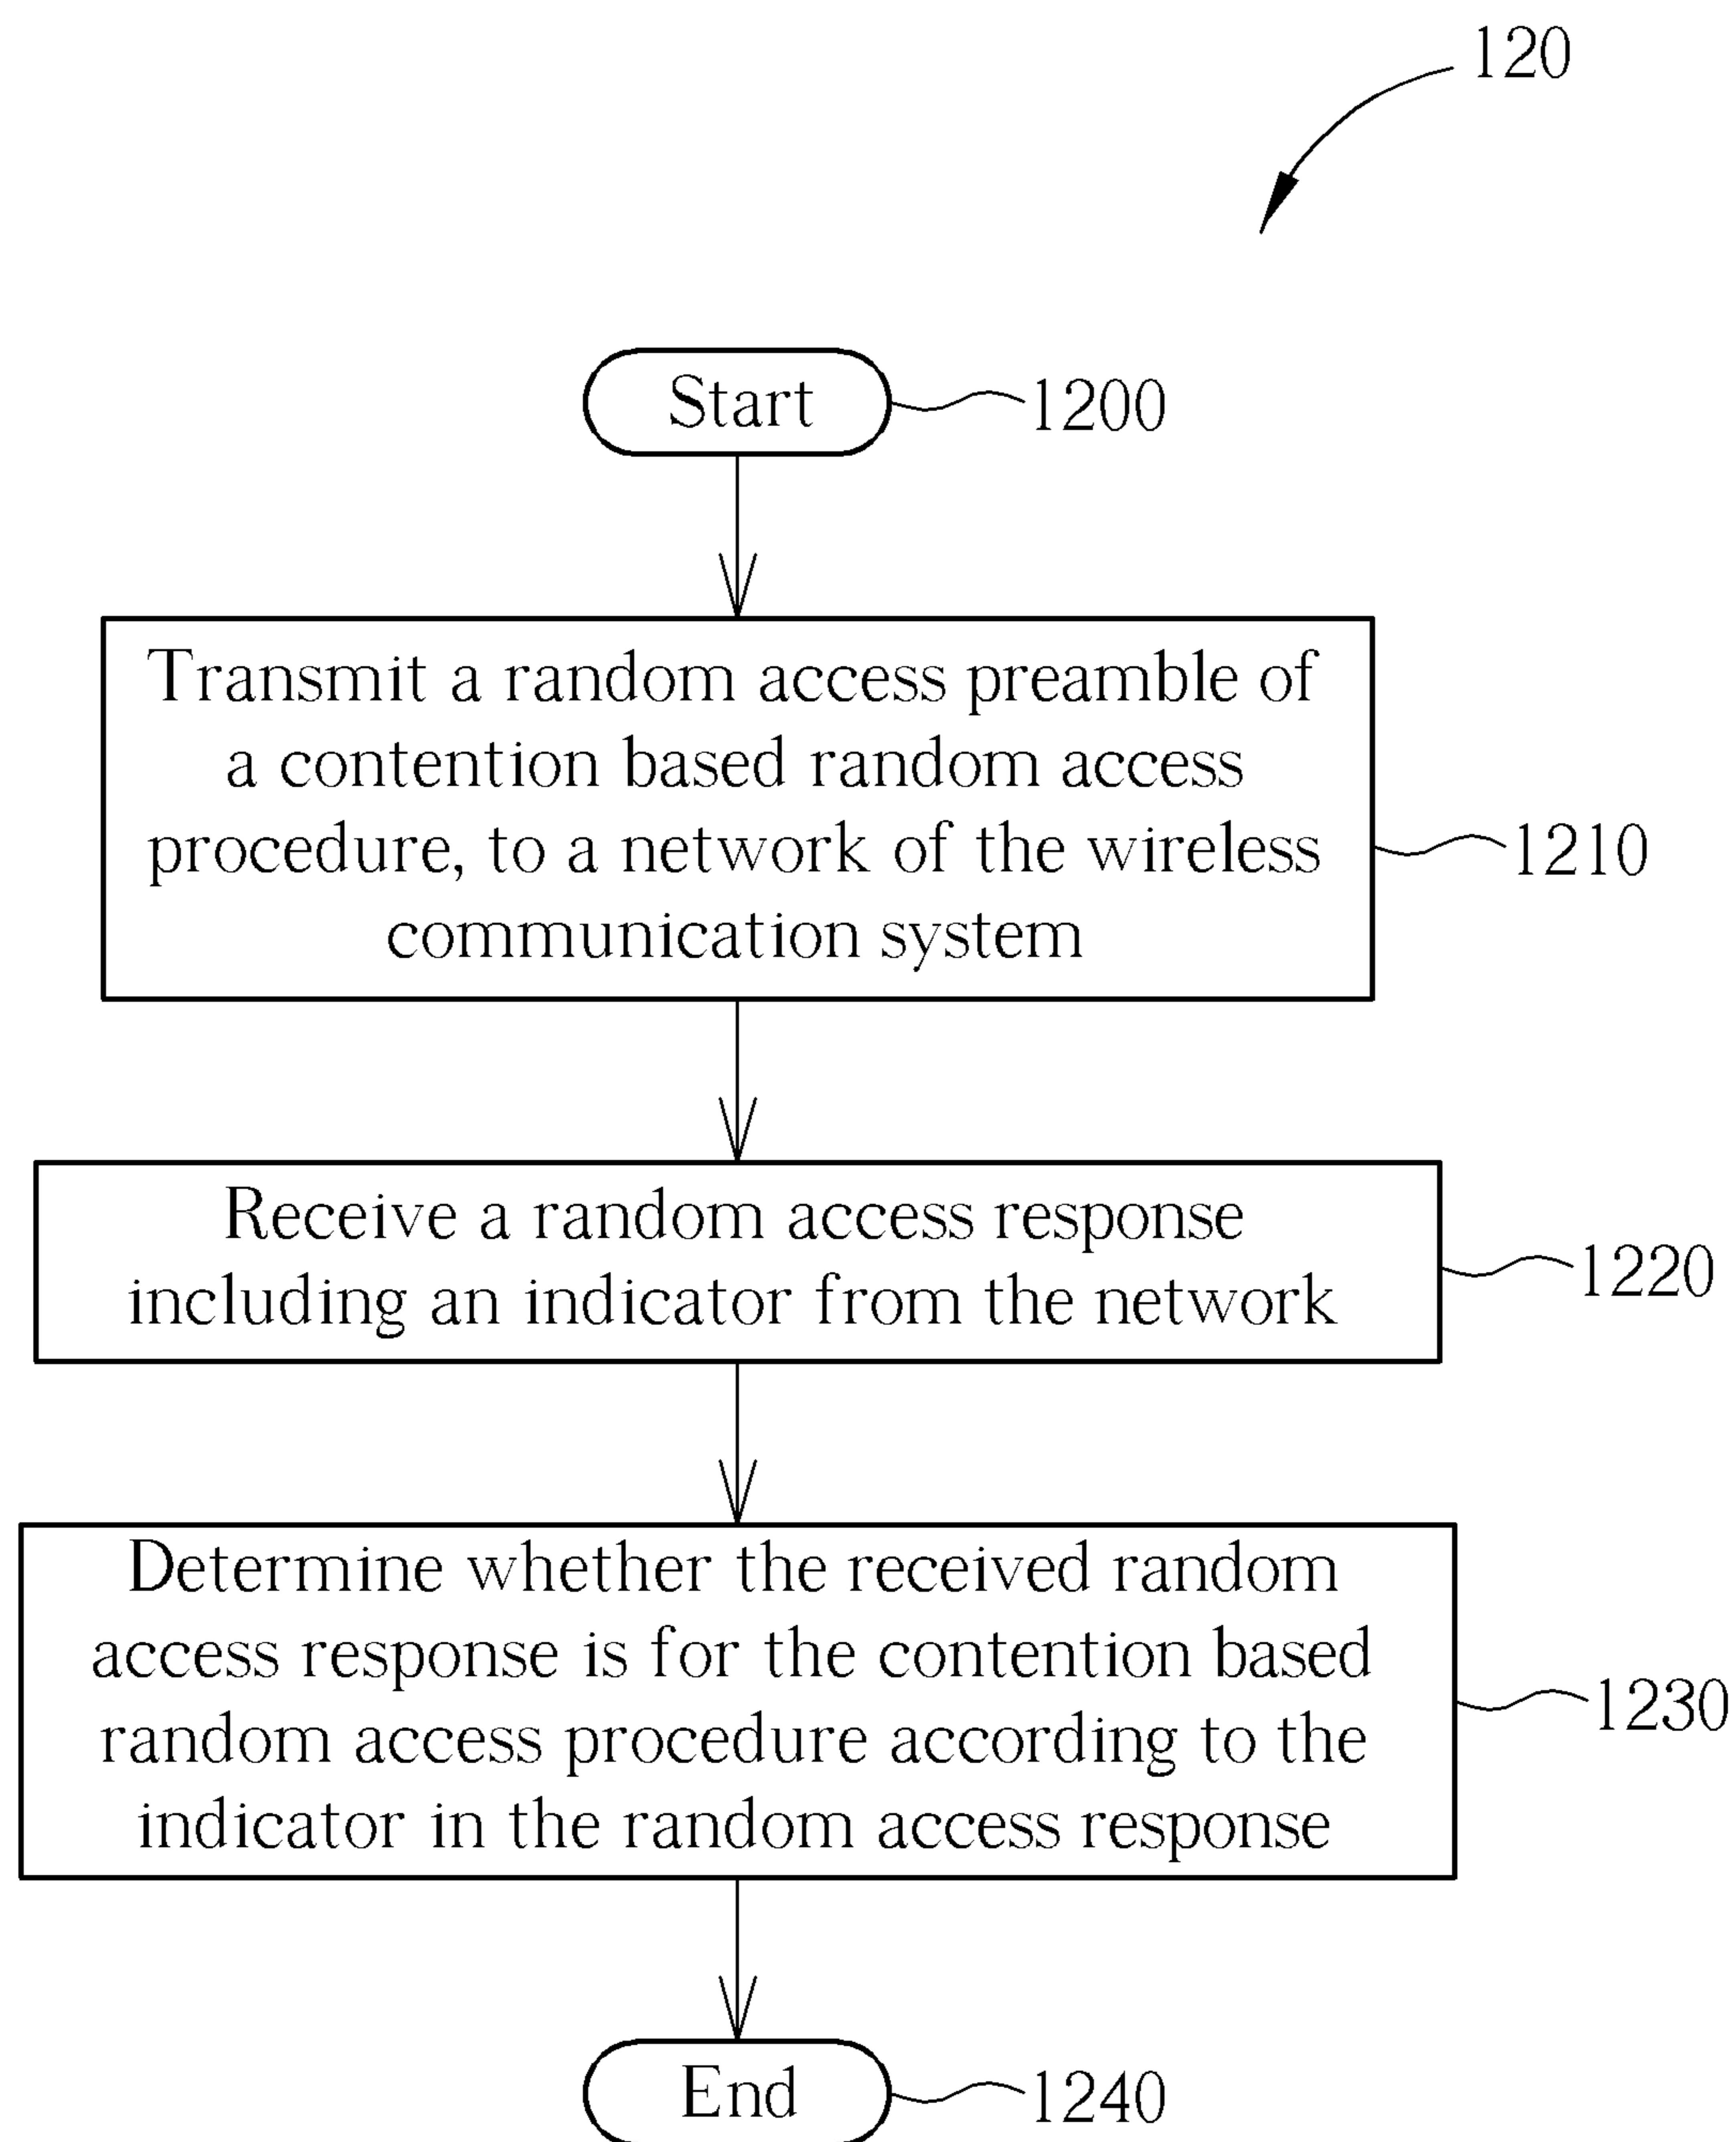 120
Start
1200
Transmit a random access preamble of
a contention based random access
procedure, to a network of the wireless
communication system
1210
Receive a random access response
including an indicator from the network
1220
Determine whether the received random
access response is for the contention based
random access procedure according to the
indicator in the random access response
1230
End
1240